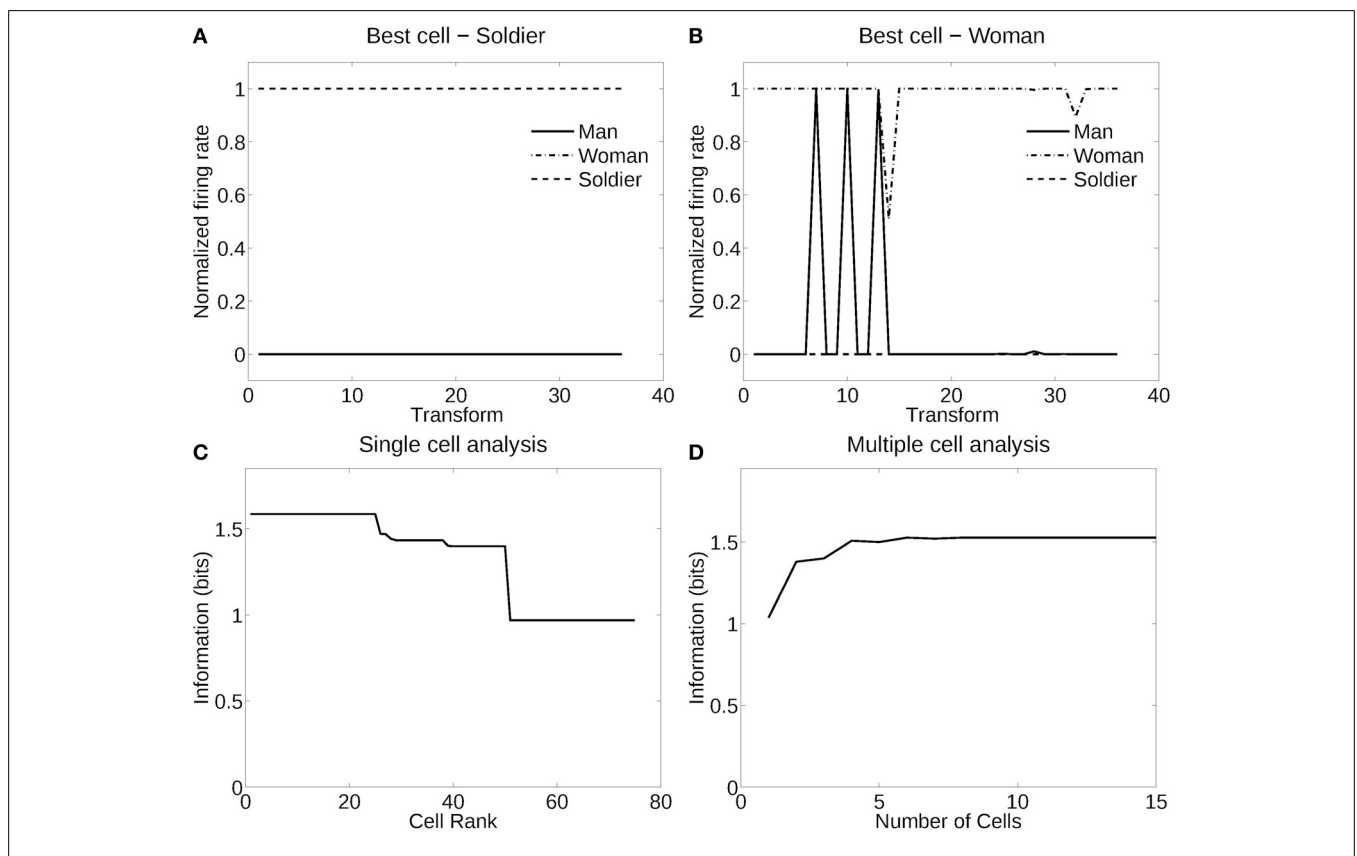 A
Best cell − Soldier
Normalized firing rate
1
0.8
0.6
0.4
0.2
0
Man
Woman
Soldier
0 10 20 30 40
Transform
B
Best cell − Woman
Normalized firing rate
1
0.8
0.6
0.4
0.2
0
Man
Woman
Soldier
0 10 20 30 40
Transform
C
Single cell analysis
Information (bits)
1.5
1
0.5
0
0 20 40 60 80
Cell Rank
D
Multiple cell analysis
Information (bits)
1.5
1
0.5
0
0 5 10 15
Number of Cells